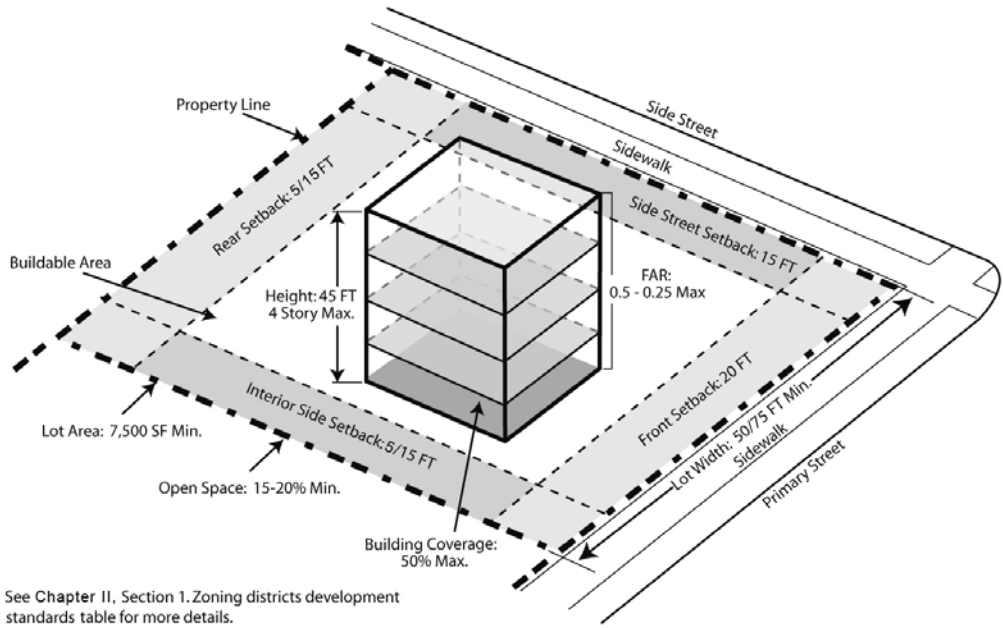 Side Street
Property Line
Sidewalk
Rear Setback: 5/15 FT
Side Street Setback: 15 FT
Buildable Area
Height: 45 FT
4 Story Max.
FAR:
0.5 - 0.25 Max
Interior Side Setback: 5/15 FT
Front Setback: 20 FT
Lot Width: 50/75 FT Min.
Sidewalk
Primary Street
Lot Area: 7,500 SF Min.
Open Space: 15-20% Min.
Building Coverage:
50% Max.
See Chapter II, Section 1. Zoning districts development
standards table for more details.